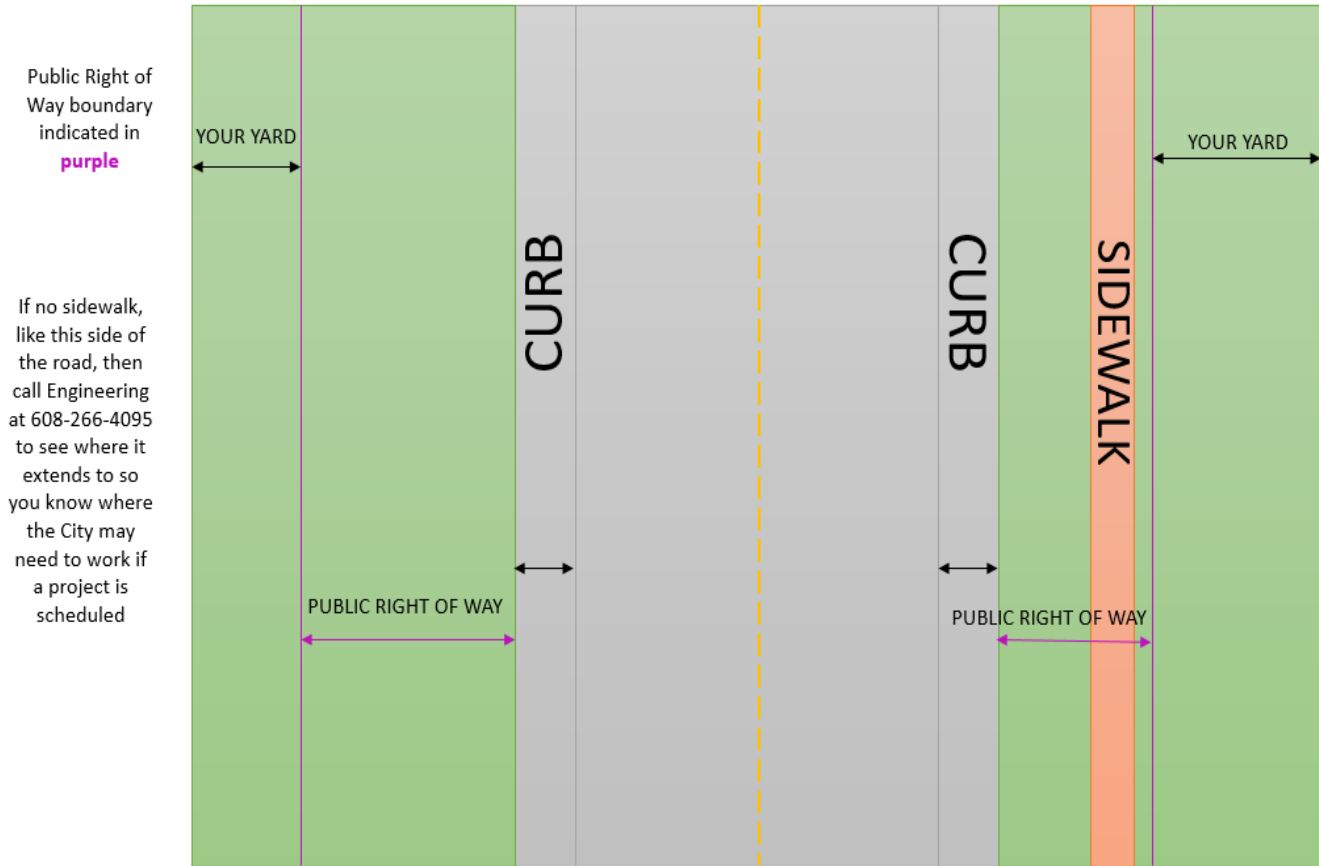 Public Right of
Way boundary
indicated in
purple
If no sidewalk,
like this side of
the road, then
call Engineering
at 608-266-4095
to see where it
extends to so
you know where
the City may
need to work if
a project is
scheduled
YOUR YARD
YOUR YARD
CURB
CURB
SIDEWALK
PUBLIC RIGHT OF WAY
PUBLIC RIGHT OF WAY